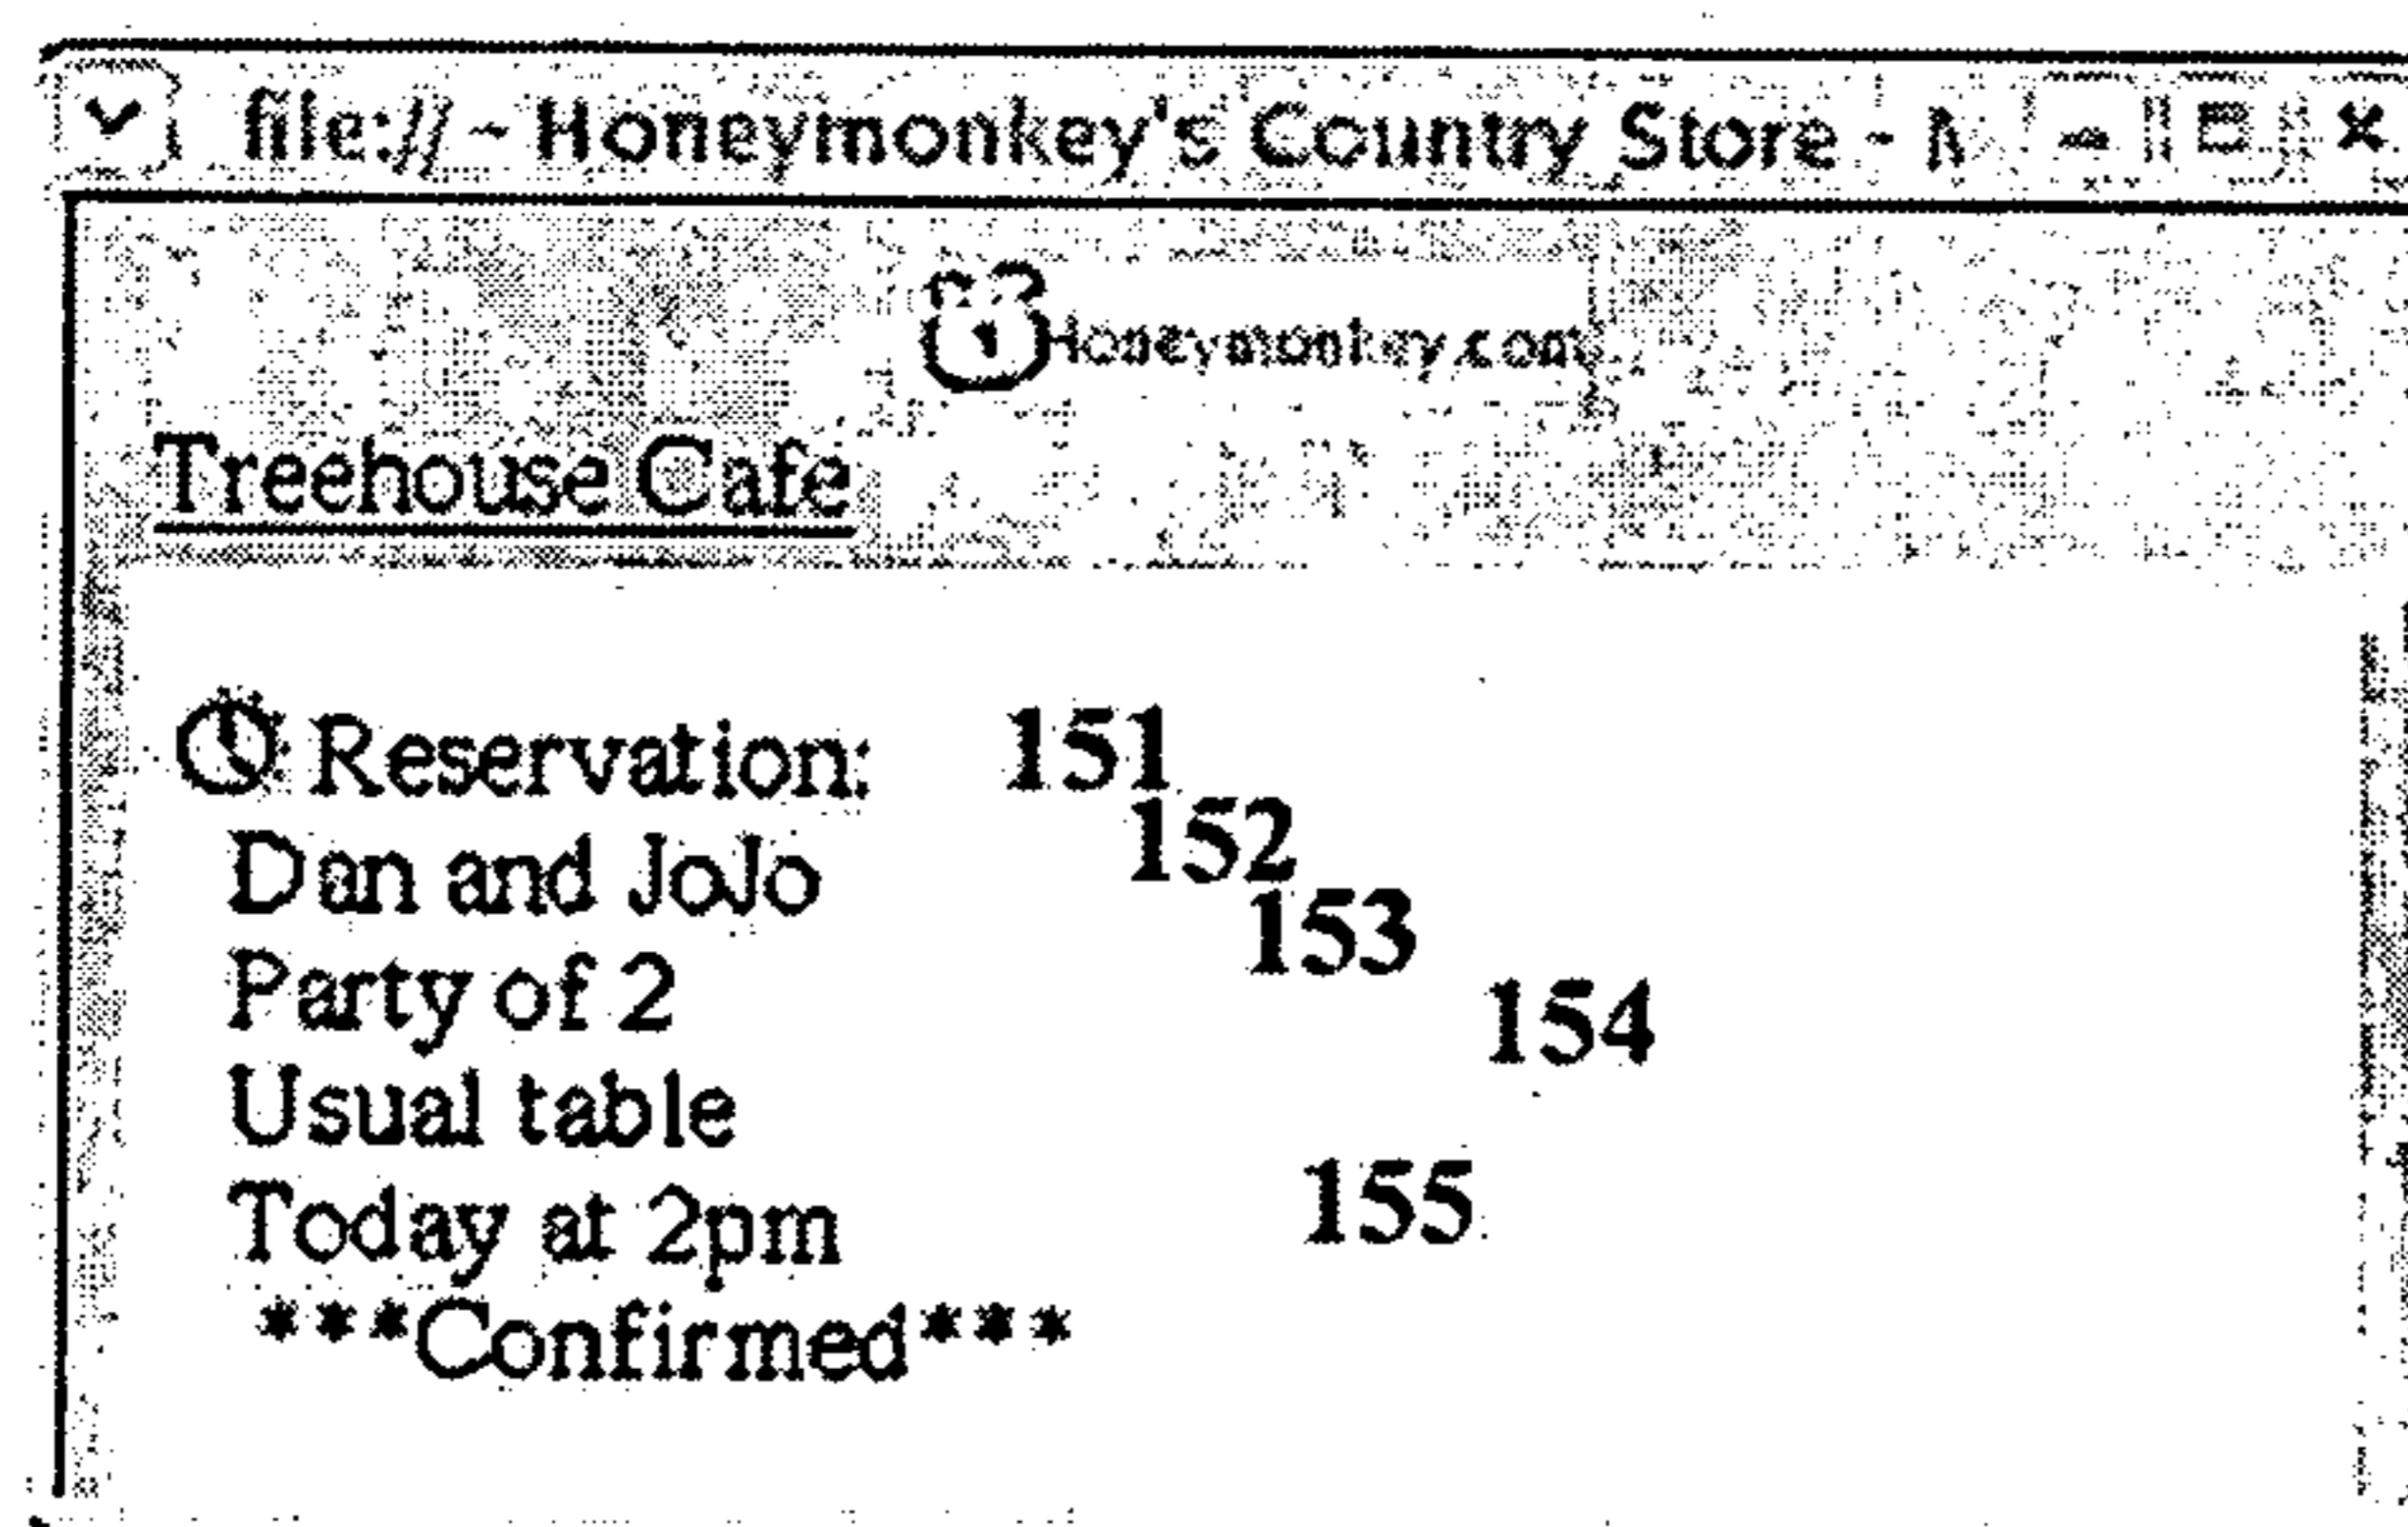 file:// - Honeymonkey's Country Store -
Honeymonkey.com
Treehouse Cafe
Reservation: 151
152
Dan and JoJo
153
Party of 2
154
Usual table
Today at 2pm 155
***Confirmed***